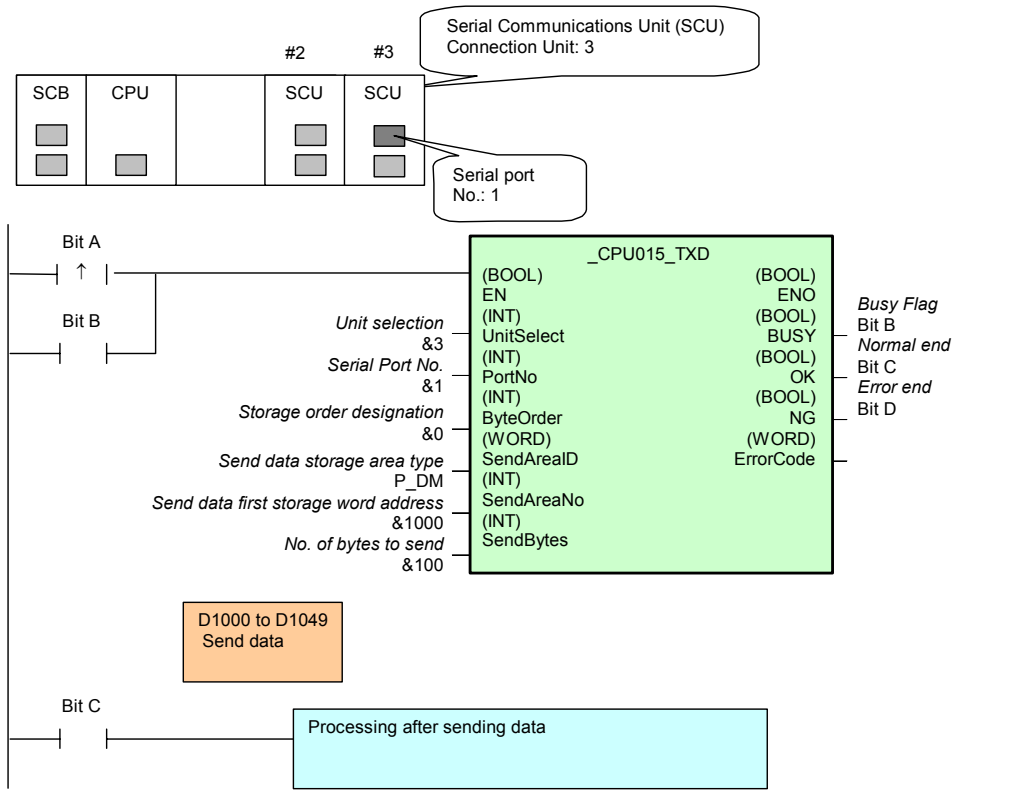 Serial Communications Unit (SCU)
Connection Unit: 3
#2
#3
SCB
CPU
SCU
SCU
Serial port
No.: 1
Bit A
↑
Bit B
_CPU015_TXD
(BOOL)
EN
(INT)
UnitSelect
(INT)
PortNo
(INT)
ByteOrder
(WORD)
SendAreaID
(INT)
SendAreaNo
(INT)
SendBytes
(BOOL)
ENO
(BOOL)
BUSY
(BOOL)
OK
(BOOL)
NG
(WORD)
ErrorCode
Unit selection
&3
Serial Port No.
&1
Storage order designation
&0
Send data storage area type
P_DM
Send data first storage word address
&1000
No. of bytes to send
&100
Busy Flag
Bit B
Normal end
Bit C
Error end
Bit D
D1000 to D1049
Send data
Bit C
Processing after sending data